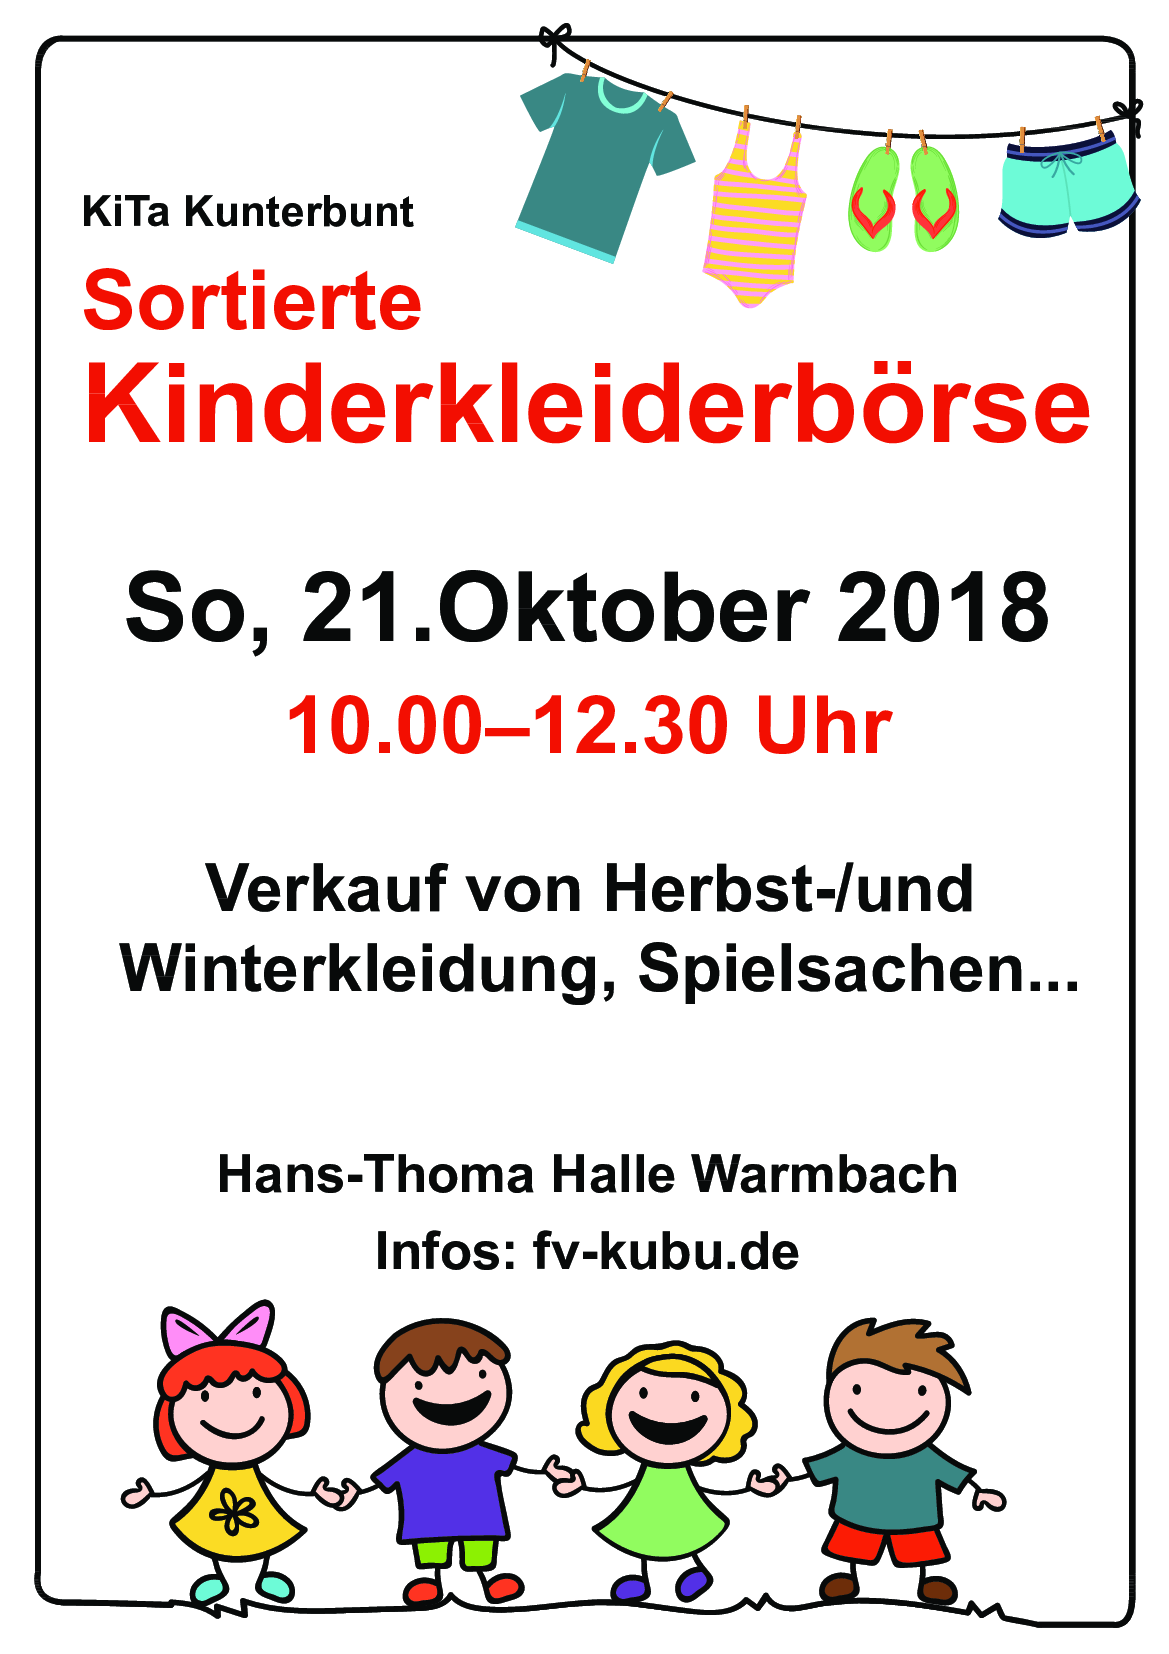 KiTa Kunterbunt
Sortierte
Kinderkleiderbörse
So, 21.Oktober 2018
10.00–12.30 Uhr
Verkauf von Herbst-/und
Winterkleidung, Spielsachen...
Hans-Thoma Halle Warmbach
Infos: fv-kubu.de